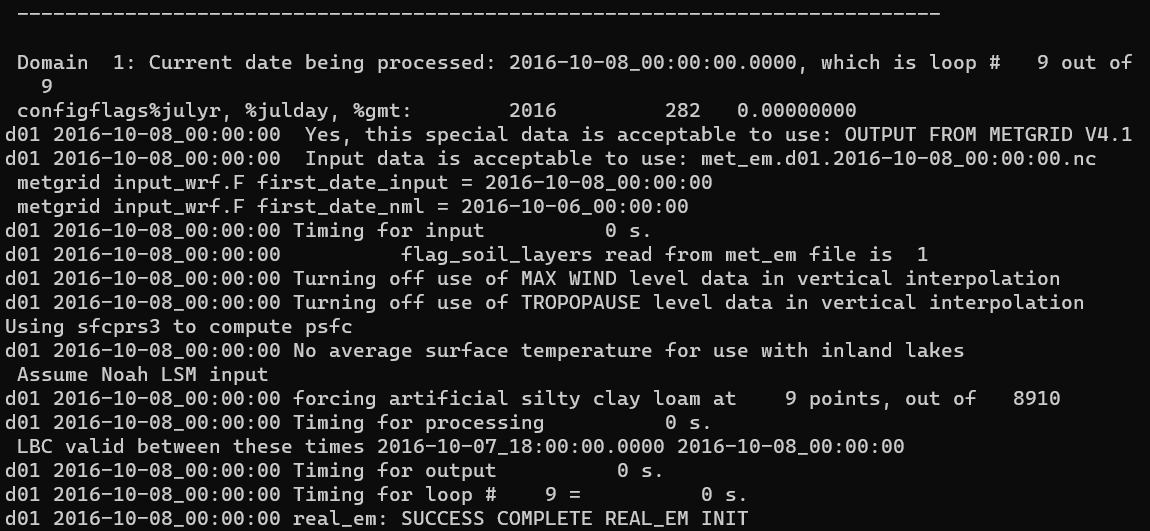 -----------------------------------------------------------------------------
Domain  1: Current date being processed: 2016-10-08_00:00:00.0000, which is loop #   9 out of
   9
 configflags%julyr, %julday, %gmt:        2016         282   0.00000000
d01 2016-10-08_00:00:00  Yes, this special data is acceptable to use: OUTPUT FROM METGRID V4.1
d01 2016-10-08_00:00:00  Input data is acceptable to use: met_em.d01.2016-10-08_00:00:00.nc
 metgrid input_wrf.F first_date_input = 2016-10-08_00:00:00
 metgrid input_wrf.F first_date_nml = 2016-10-06_00:00:00
d01 2016-10-08_00:00:00 Timing for input          0 s.
d01 2016-10-08_00:00:00          flag_soil_layers read from met_em file is  1
d01 2016-10-08_00:00:00 Turning off use of MAX WIND level data in vertical interpolation
d01 2016-10-08_00:00:00 Turning off use of TROPOPAUSE level data in vertical interpolation
Using sfcprs3 to compute psfc
d01 2016-10-08_00:00:00 No average surface temperature for use with inland lakes
 Assume Noah LSM input
d01 2016-10-08_00:00:00 forcing artificial silty clay loam at    9 points, out of   8910
d01 2016-10-08_00:00:00 Timing for processing          0 s.
 LBC valid between these times 2016-10-07_18:00:00.0000 2016-10-08_00:00:00
d01 2016-10-08_00:00:00 Timing for output          0 s.
d01 2016-10-08_00:00:00 Timing for loop #    9 =          0 s.
d01 2016-10-08_00:00:00 real_em: SUCCESS COMPLETE REAL_EM INIT